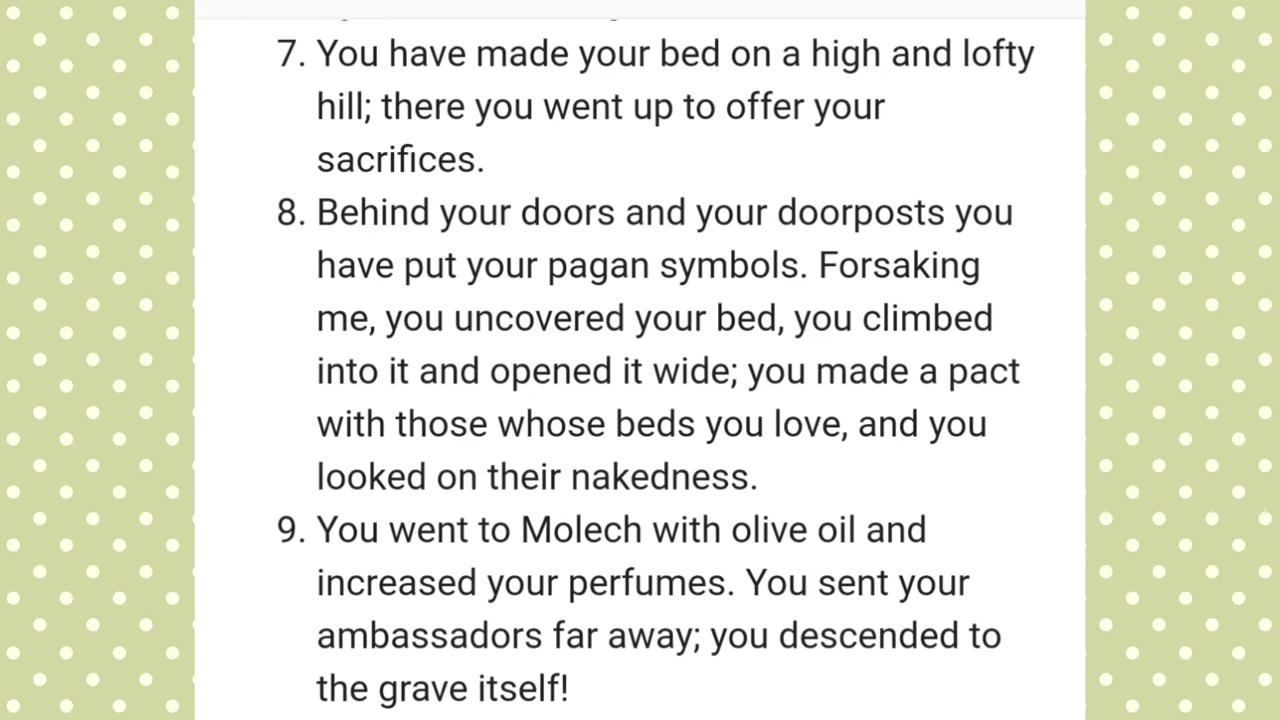 7. You have made your bed on a high and lofty
hill; there you went up to offer your
sacrifices.
8. Behind your doors and your doorposts you
have put your pagan symbols. Forsaking
me, you uncovered your bed, you climbed
into it and opened it wide; you made a pact
with those whose beds you love, and you
looked on their nakedness.
9. You went to Molech with olive oil and
increased your perfumes. You sent your
ambassadors far away; you descended to
the grave itself!